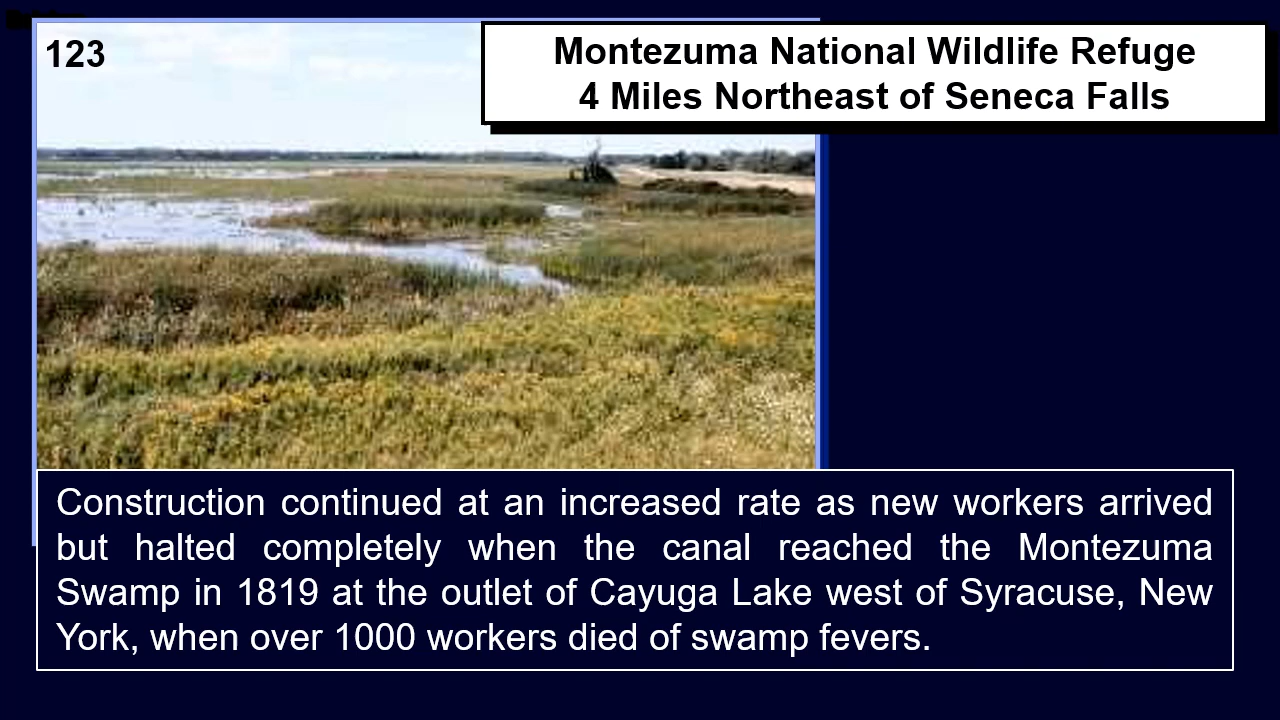 123
Montezuma National Wildlife Refuge
4 Miles Northeast of Seneca Falls
Construction continued at an increased rate as new workers arrived
but halted completely when the canal reached the Montezuma
Swamp in 1819 at the outlet of Cayuga Lake west of Syracuse, New
York, when over 1000 workers died of swamp fevers.